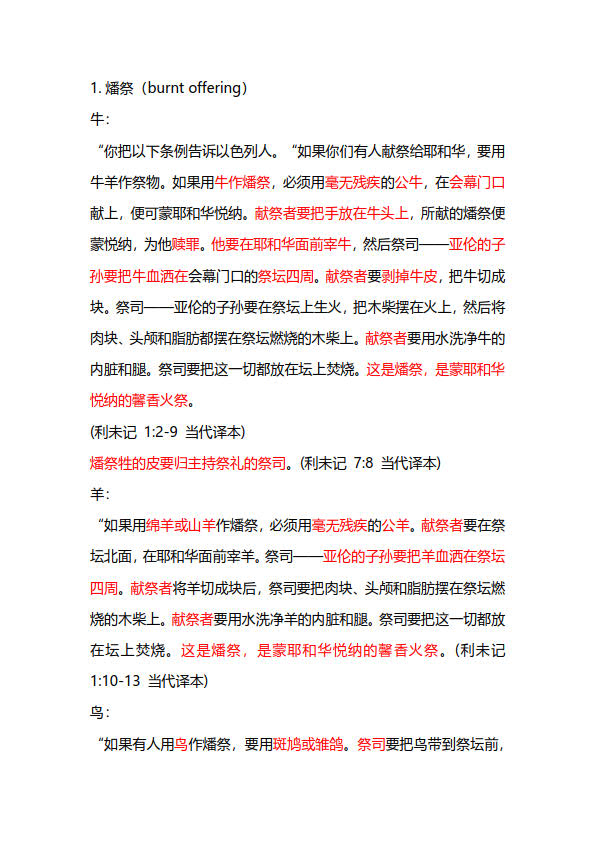 1. 燔祭（burnt offering）
牛：
“你把以下条例告诉以色列人。“如果你们有人献祭给耶和华，要用
牛羊作祭物。如果用牛作燔祭，必须用毫无残疾的公牛，在会幕门口
献上，便可蒙耶和华悦纳。献祭者要把手放在牛头上，所献的燔祭便
蒙悦纳，为他赎罪。他要在耶和华面前宰牛，然后祭司——亚伦的子
孙要把牛血洒在会幕门口的祭坛四周。献祭者要剥掉牛皮，把牛切成
块。祭司——亚伦的子孙要在祭坛上生火，把木柴摆在火上，然后将
肉块、头颅和脂肪都摆在祭坛燃烧的木柴上。献祭者要用水洗净牛的
内脏和腿。祭司要把这一切都放在坛上焚烧。这是燔祭，是蒙耶和华
悦纳的馨香火祭。
(利未记 1:2-9 当代译本)
燔祭牲的皮要归主持祭礼的祭司。(利未记 7:8 当代译本)
羊：
“如果用绵羊或山羊作燔祭，必须用毫无残疾的公羊。献祭者要在祭
坛北面，在耶和华面前宰羊。祭司——亚伦的子孙要把羊血洒在祭坛
四周。献祭者将羊切成块后，祭司要把肉块、头颅和脂肪摆在祭坛燃
烧的木柴上。献祭者要用水洗净羊的内脏和腿。祭司要把这一切都放
在坛上焚烧。这是燔祭，是蒙耶和华悦纳的馨香火祭。(利未记
1:10-13 当代译本)
鸟：
“如果有人用鸟作燔祭，要用斑鸠或雏鸽。祭司要把鸟带到祭坛前，